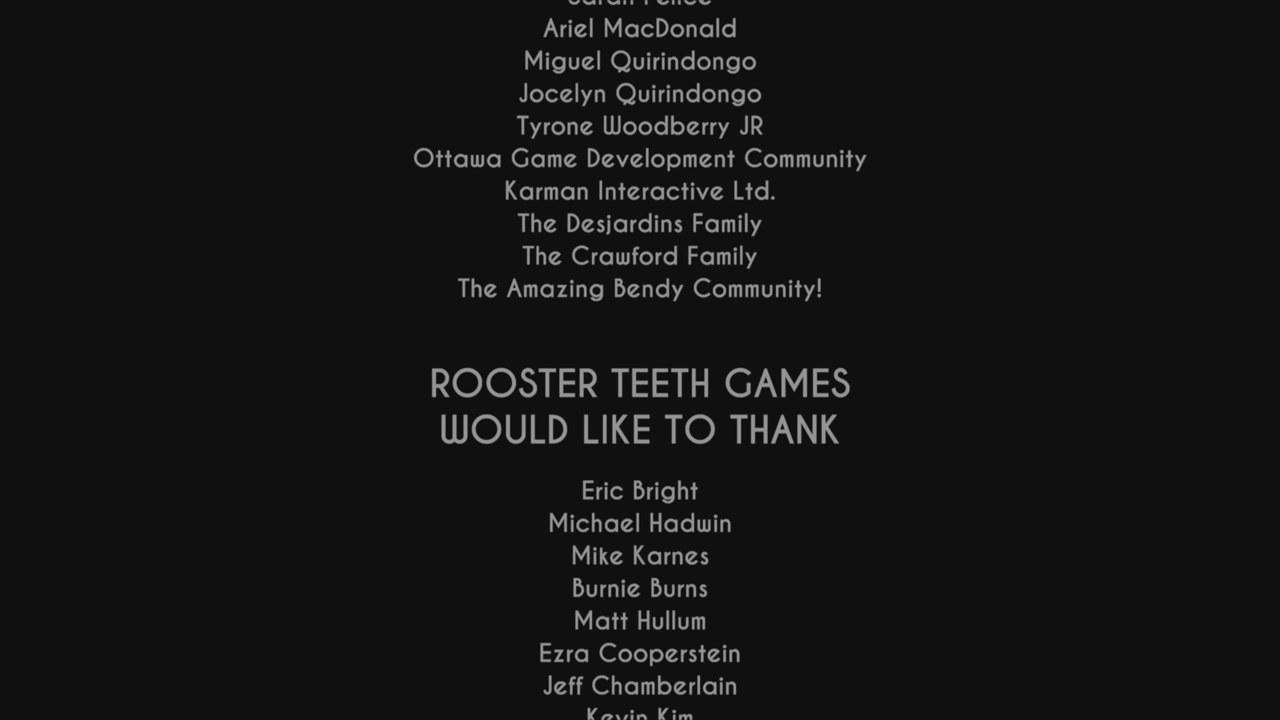 Ariel MacDonald
Miguel Quirindongo
Jocelyn Quirindongo
Tyrone Woodberry JR
Ottawa Game Development Community
Karman Interactive Ltd.
The Desjardins Family
The Crawford Family
The Amazing Bendy Community!
ROOSTER TEETH GAMES
WOULD LIKE TO THANK
Eric Bright
Michael Hadwin
Mike Karnes
Burnie Burns
Matt Hullum
Ezra Cooperstein
Jeff Chamberlain
Kevin Kim